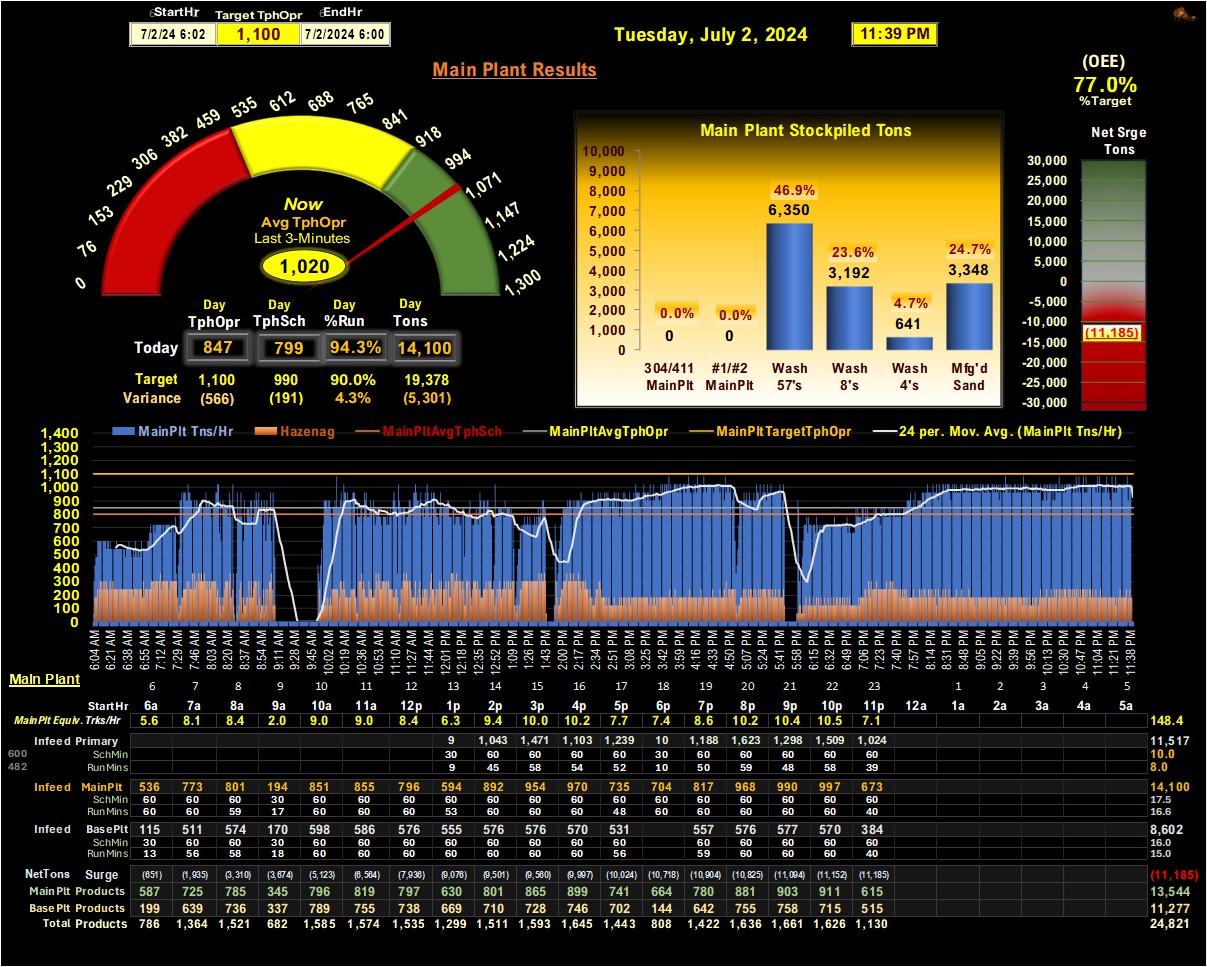 StartHr Target TphOpr EndHr
7/2/24 6:02 1,100 7/2/2024 6:00
Tuesday, July 2, 2024 11:39 PM
Main Plant Results
(OEE)
77.0%
%Target
0 76 153 229 306 382 459 535 612 688 765 841 918 994 1,071 1,147 1,224 1,300
Now
Avg TphOpr
Last 3-Minutes
1,020
Day Day Day Day
TphOpr TphSch %Run Tons
Today 847 799 94.3% 14,100
Target 1,100 990 90.0% 19,378
Variance (566) (191) 4.3% (5,301)
Main Plant Stockpiled Tons
10,000
9,000
8,000
7,000
6,000
5,000
4,000
3,000
2,000
1,000
0
0.0% 0.0% 46.9% 23.6% 4.7% 24.7%
0 0 6,350 3,192 641 3,348
304/411 #1/#2 Wash Wash Wash Mfg'd
MainPlt MainPlt 57's 8's 4's Sand
Net Srge
Tons
30,000
25,000
20,000
15,000
10,000
5,000
0
-5,000
-10,000
(11,185)
-15,000
-20,000
-25,000
-30,000
MainPlt Tns/Hr Hazenag MainPltAvgTphSch MainPltAvgTphOpr MainPltTargetTphOpr 24 per. Mov. Avg. (MainPlt Tns/Hr)
1,400
1,300
1,200
1,100
1,000
900
800
700
600
500
400
300
200
100
0
6:04 AM 6:21 AM 6:38 AM 6:55 AM 7:12 AM 7:29 AM 7:46 AM 8:03 AM 8:20 AM 8:37 AM 8:54 AM 9:11 AM 9:28 AM 9:45 AM 10:02 AM 10:19 AM 10:36 AM 10:53 AM 11:10 AM 11:27 AM 11:44 AM 12:01 PM 12:18 PM 12:35 PM 12:52 PM 1:09 PM 1:26 PM 1:43 PM 2:00 PM 2:17 PM 2:34 PM 2:51 PM 3:08 PM 3:25 PM 3:42 PM 3:59 PM 4:16 PM 4:33 PM 4:50 PM 5:07 PM 5:24 PM 5:41 PM 5:58 PM 6:15 PM 6:32 PM 6:49 PM 7:06 PM 7:23 PM 7:40 PM 7:57 PM 8:14 PM 8:31 PM 8:48 PM 9:05 PM 9:22 PM 9:39 PM 9:56 PM 10:13 PM 10:30 PM 10:47 PM 11:04 PM 11:21 PM 11:38 PM
Main Plant
6 7 8 9 10 11 12 13 14 15 16 17 18 19 20 21 22 23 1 2 3 4 5
StartHr 6a 7a 8a 9a 10a 11a 12p 1p 2p 3p 4p 5p 6p 7p 8p 9p 10p 11p 12a 1a 2a 3a 4a 5a
MainPlt Equiv. Trks/Hr 5.6 8.1 8.4 2.0 9.0 9.0 8.4 6.3 9.4 10.0 10.2 7.7 7.4 8.6 10.2 10.4 10.5 7.1 148.4
Infeed Primary 9 1,043 1,471 1,103 1,239 10 1,188 1,623 1,298 1,509 1,024 11,517
600 SchMin 30 60 60 60 60 30 60 60 60 60 60 10.0
482 RunMins 9 45 58 54 52 10 50 59 48 58 39 8.0
Infeed MainPlt 536 773 801 194 851 855 796 594 892 954 970 735 704 817 968 990 997 673 14,100
SchMin 60 60 60 30 60 60 60 60 60 60 60 60 60 60 60 60 60 60 17.5
RunMins 60 60 59 17 60 60 60 53 60 60 60 48 60 60 60 60 60 40 16.6
Infeed BasePlt 115 511 574 170 598 586 576 555 576 576 570 531 557 576 577 570 384 8,602
SchMin 30 60 60 30 60 60 60 60 60 60 60 60 60 60 60 60 60 16.0
RunMins 13 56 58 18 60 60 60 60 60 60 60 56 59 60 60 60 40 15.0
NetTons Surge (651) (1,935) (3,310) (3,674) (5,123) (6,564) (7,936) (9,076) (9,501) (9,560) (9,997) (10,024) (10,718) (10,904) (10,825) (11,094) (11,152) (11,185) (11,185)
MainPlt Products 587 725 785 345 796 819 797 630 801 865 899 741 664 780 881 903 911 615 13,544
BasePlt Products 199 639 736 337 789 755 738 669 710 728 746 702 144 642 755 758 715 515 11,277
Total Products 786 1,364 1,521 682 1,585 1,574 1,535 1,299 1,511 1,593 1,645 1,443 808 1,422 1,636 1,661 1,626 1,130 24,821